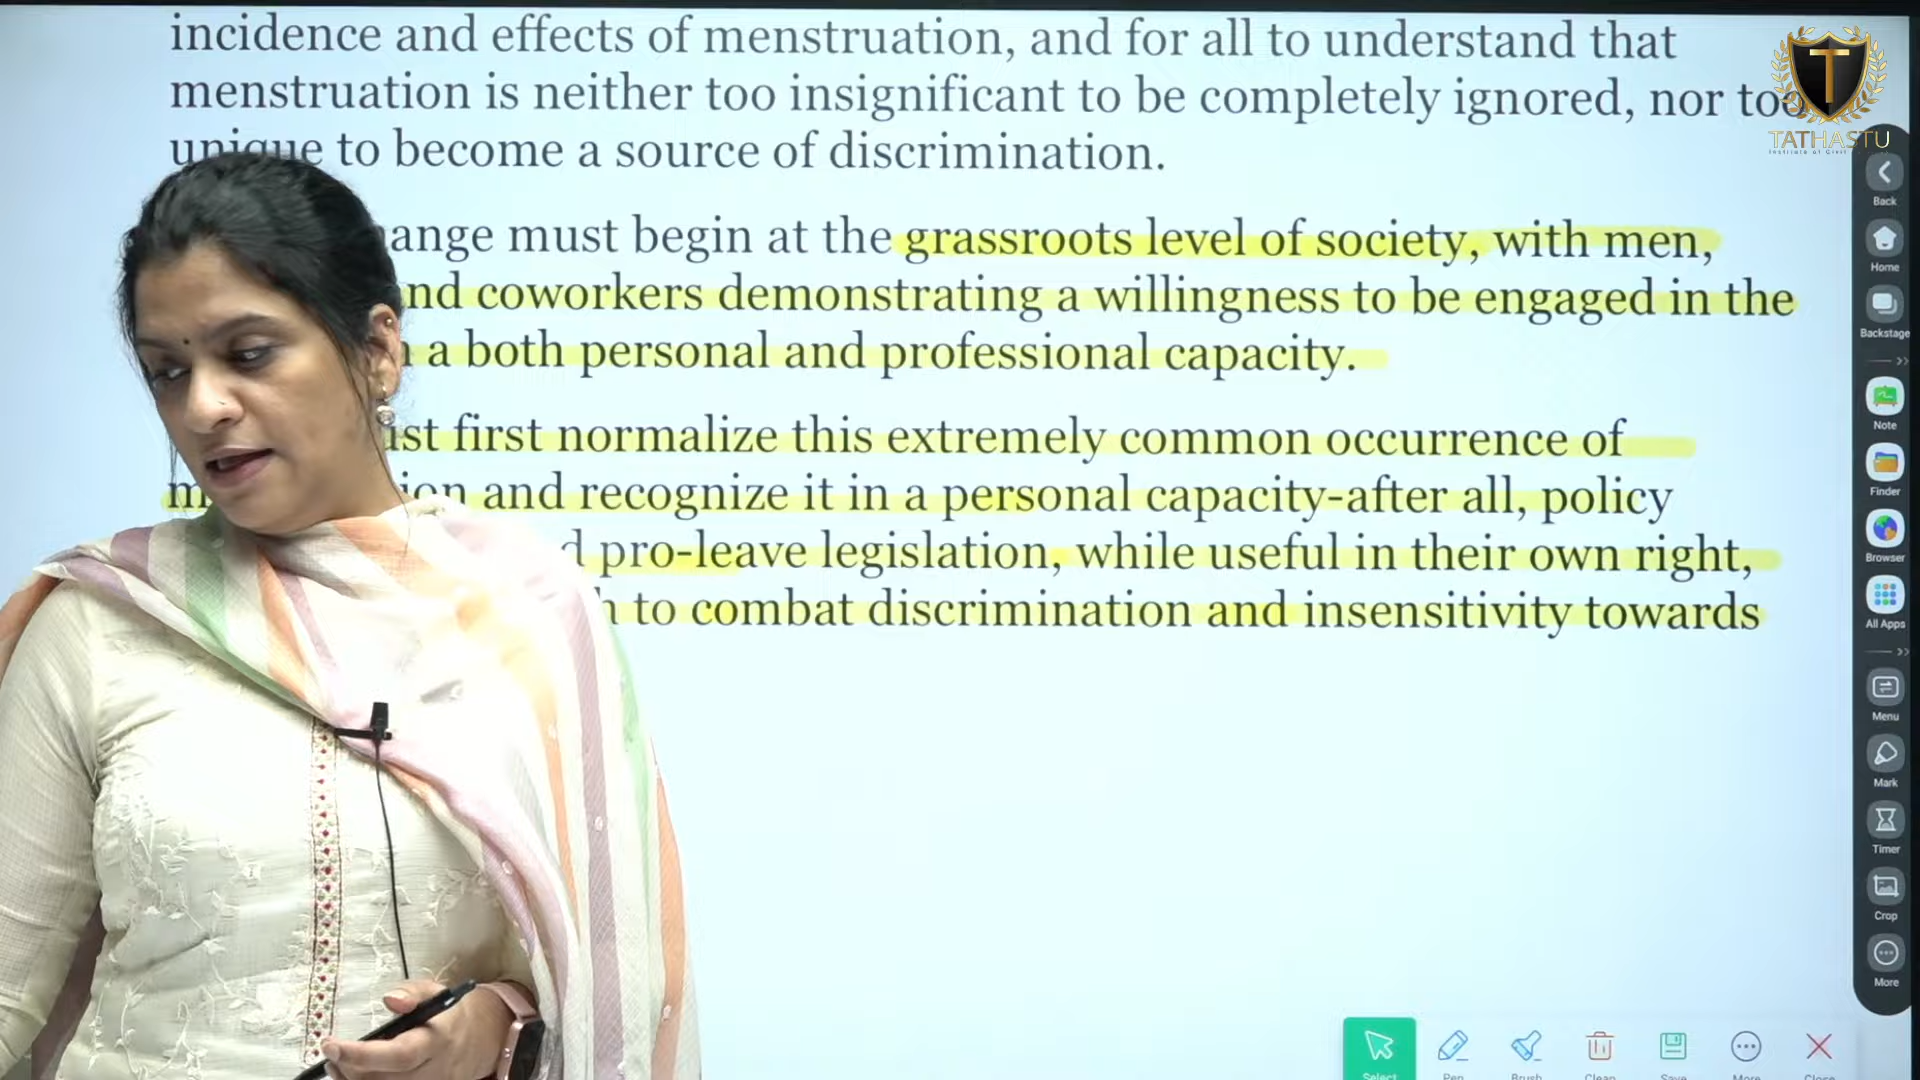 incidence and effects of menstruation, and for all to understand that
menstruation is neither too insignificant to be completely ignored, nor too
unique to become a source of discrimination.
ange must begin at the grassroots level of society, with men,
nd coworkers demonstrating a willingness to be engaged in the
a both personal and professional capacity.
st first normalize this extremely common occurrence of
m ion and recognize it in a personal capacity-after all, policy
d pro-leave legislation, while useful in their own right,
h to combat discrimination and insensitivity towards
T
TATHASTU
Back
Home
Backstage
Note
Finder
Browser
All Apps
Menu
Mark
Timer
Crop
More
Select
Pen
Brush
Clean
Save
More
Close